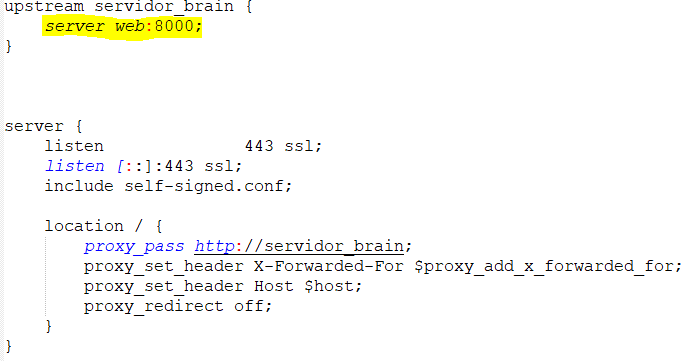 upstream servidor_brain {
    server web:8000;
}
server {
    listen              443 ssl;
    listen [::]:443 ssl;
    include self-signed.conf;
    location / {
        proxy_pass http://servidor_brain;
        proxy_set_header X-Forwarded-For $proxy_add_x_forwarded_for;
        proxy_set_header Host $host;
        proxy_redirect off;
    }
}